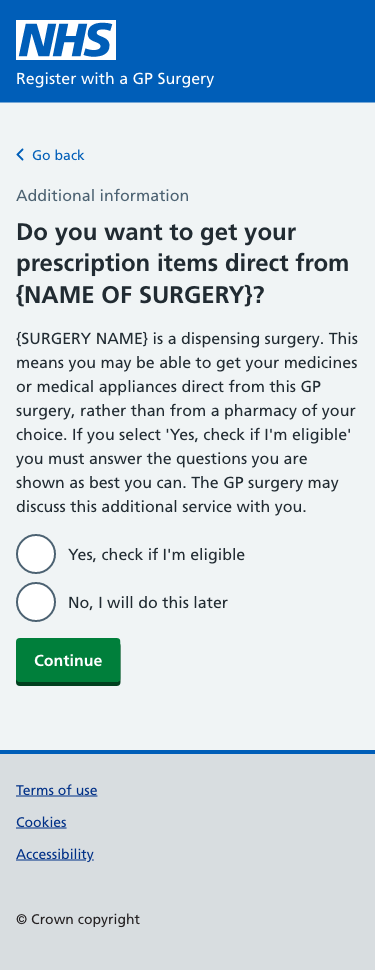 NHS
Register with a GP Surgery
Go back
Additional information
Do you want to get your
prescription items direct from
{NAME OF SURGERY}?
{SURGERY NAME} is a dispensing surgery. This
means you may be able to get your medicines
or medical appliances direct from this GP
surgery, rather than from a pharmacy of your
choice. If you select 'Yes, check if I'm eligible'
you must answer the questions you are
shown as best you can. The GP surgery may
discuss this additional service with you.
Yes, check if I'm eligible
No, I will do this later
Continue
Terms of use
Cookies
Accessibility
© Crown copyright